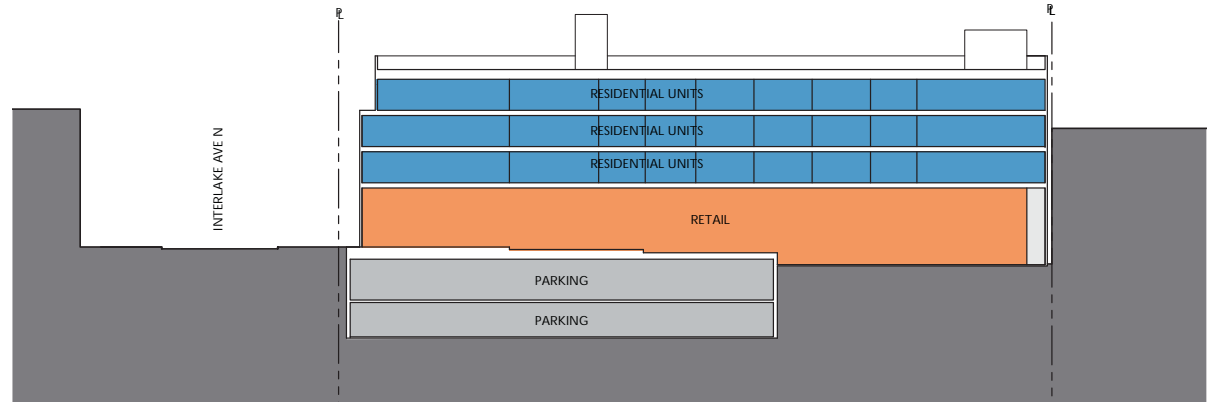 PL
PL
RESIDENTIAL UNITS
RESIDENTIAL UNITS
RESIDENTIAL UNITS
INTERLAKE AVE N
RETAIL
PARKING
PARKING